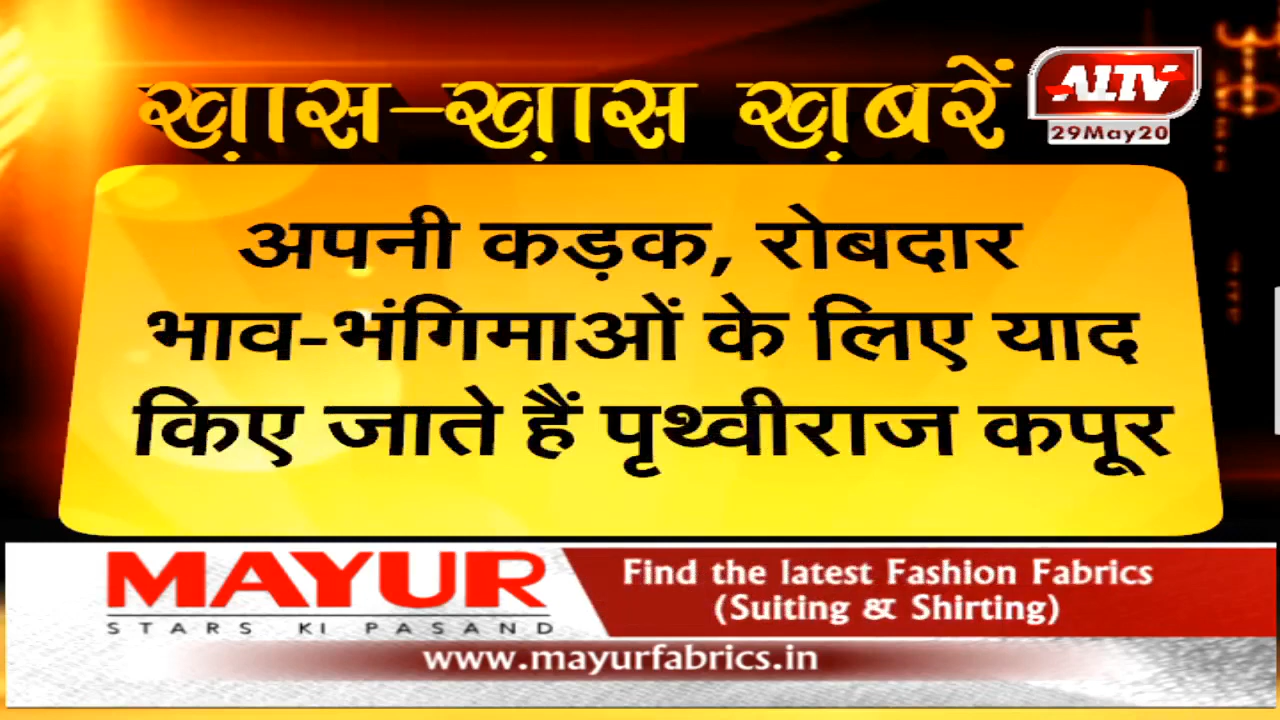 ख़ास-ख़ास ख़बरें
ALTV
29May20
अपनी कड़क, रोबदार
भाव-भंगिमाओं के लिए याद
किए जाते हैं पृथ्वीराज कपूर
MAYUR
STARS KI PASAND
Find the latest Fashion Fabrics
(Suiting & Shirting)
www.mayurfabrics.in